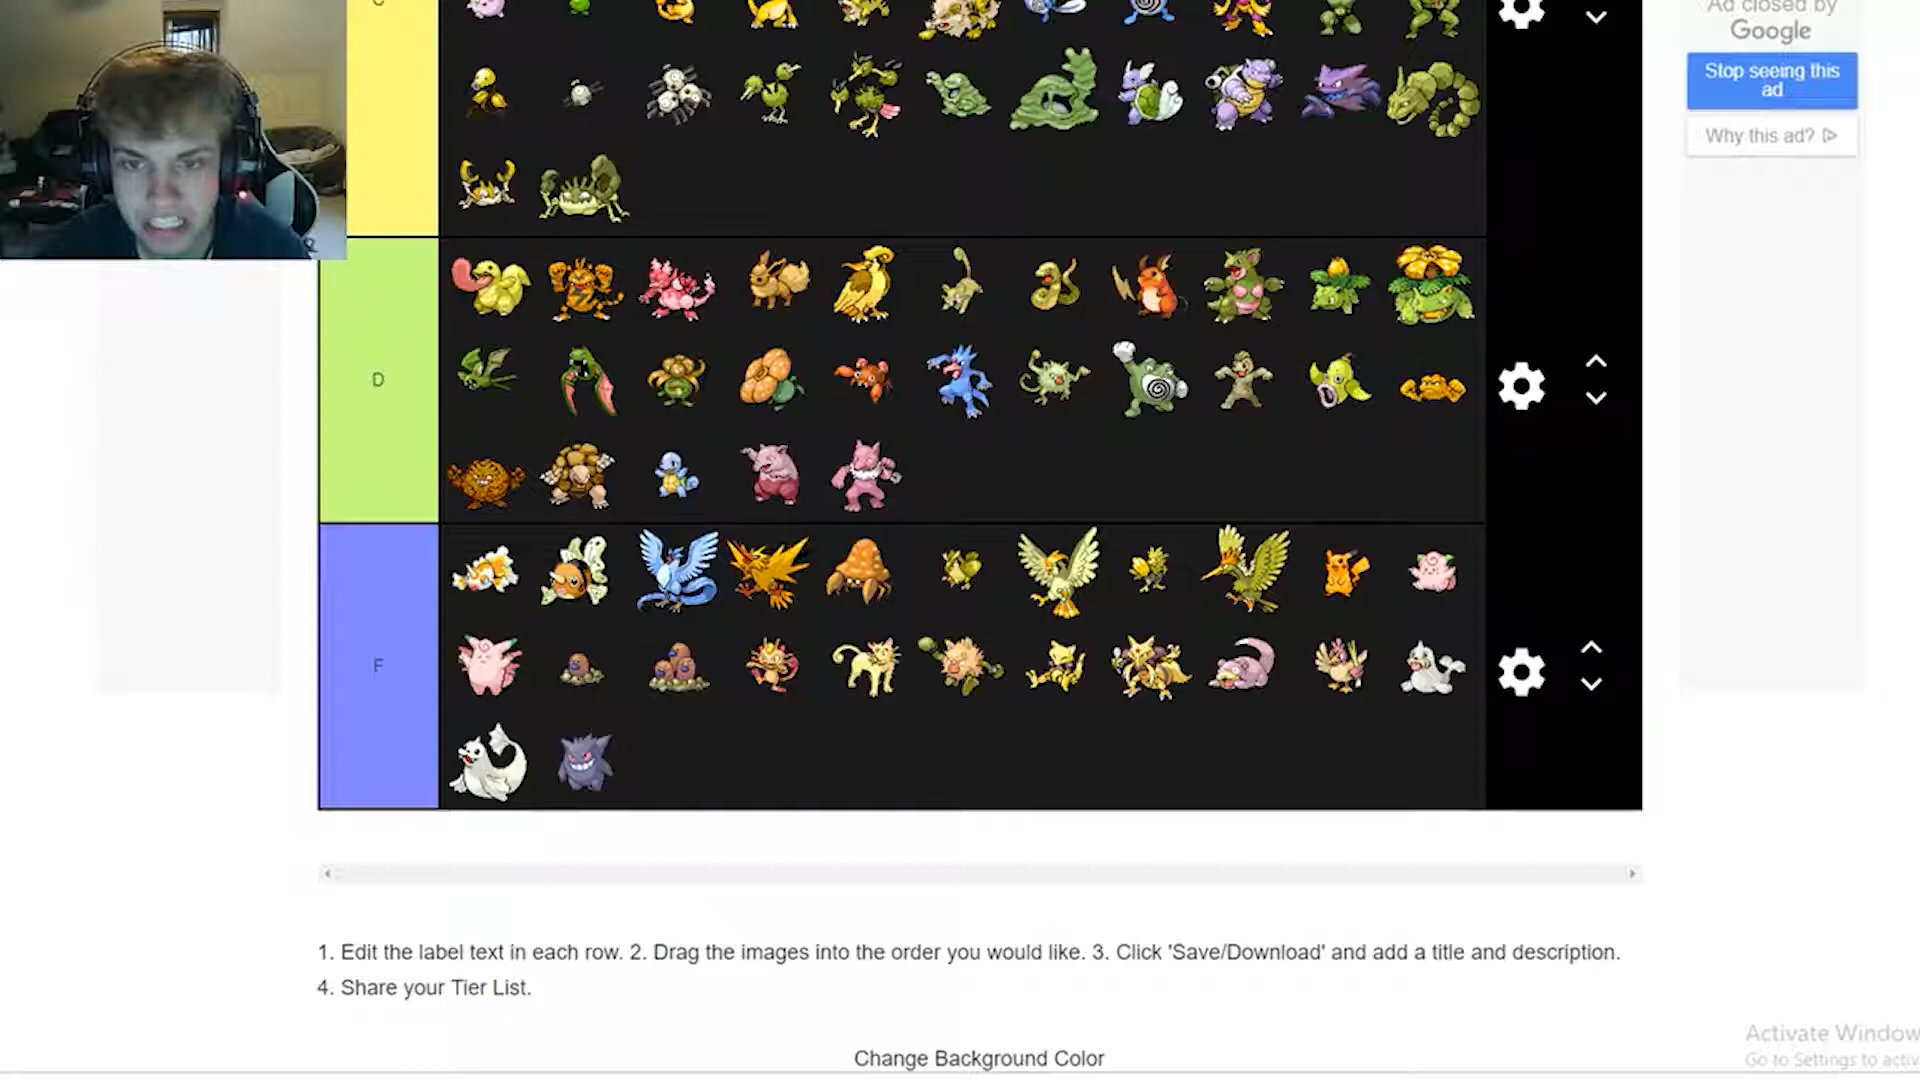 Ad closed by
Google
Stop seeing this
ad
Why this ad?
D
F
1. Edit the label text in each row. 2. Drag the images into the order you would like. 3. Click 'Save/Download' and add a title and description.
4. Share your Tier List.
Activate Window
Go to Settings to activ
Change Background Color